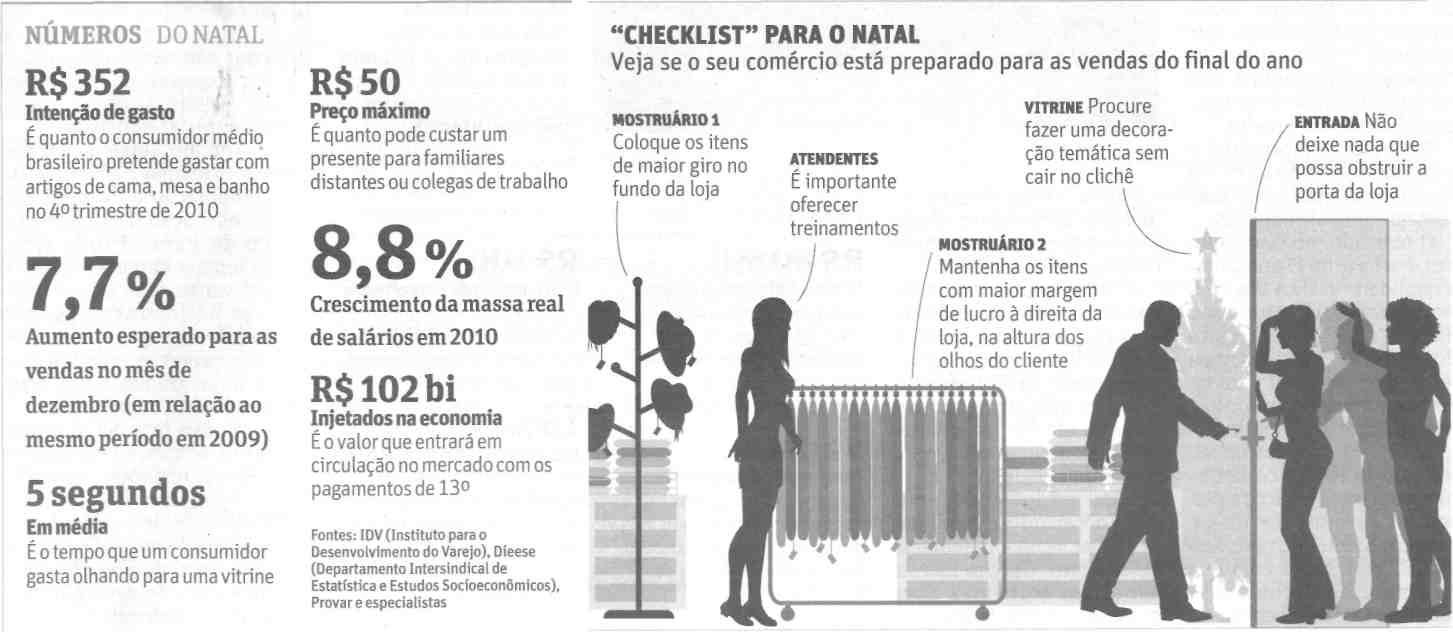 NÚMEROS DO NATAL
R$ 352
Intenção de gasto
É quanto o consumidor médio
brasileiro pretende gastar com
artigos de cama, mesa e banho
no 4º trimestre de 2010
7,7%
Aumento esperado para as
vendas no mês de
dezembro (em relação ao
mesmo período em 2009)
5 segundos
Em média
É o tempo que um consumidor
gasta olhando para uma vitrine
R$ 50
Preço máximo
É quanto pode custar um
presente para familiares
distantes ou colegas de trabalho
8,8%
Crescimento da massa real
de salários em 2010
R$ 102 bi
Injetados na economia
É o valor que entrará em
circulação no mercado com os
pagamentos de 13º
Fontes: IDV (Instituto para o
Desenvolvimento do Varejo), Dieese
(Departamento Intersindical de
Estatística e Estudos Socioeconômicos),
Provar e especialistas
“CHECKLIST” PARA O NATAL
Veja se o seu comércio está preparado para as vendas do final do ano
MOSTRUÁRIO 1
Coloque os itens
de maior giro no
fundo da loja
ATENDENTES
É importante
oferecer
treinamentos
MOSTRUÁRIO 2
Mantenha os itens
com maior margem
de lucro à direita da
loja, na altura dos
olhos do cliente
VITRINE Procure
fazer uma decora-
ção temática sem
cair no clichê
ENTRADA Não
deixe nada que
possa obstruir a
porta da loja